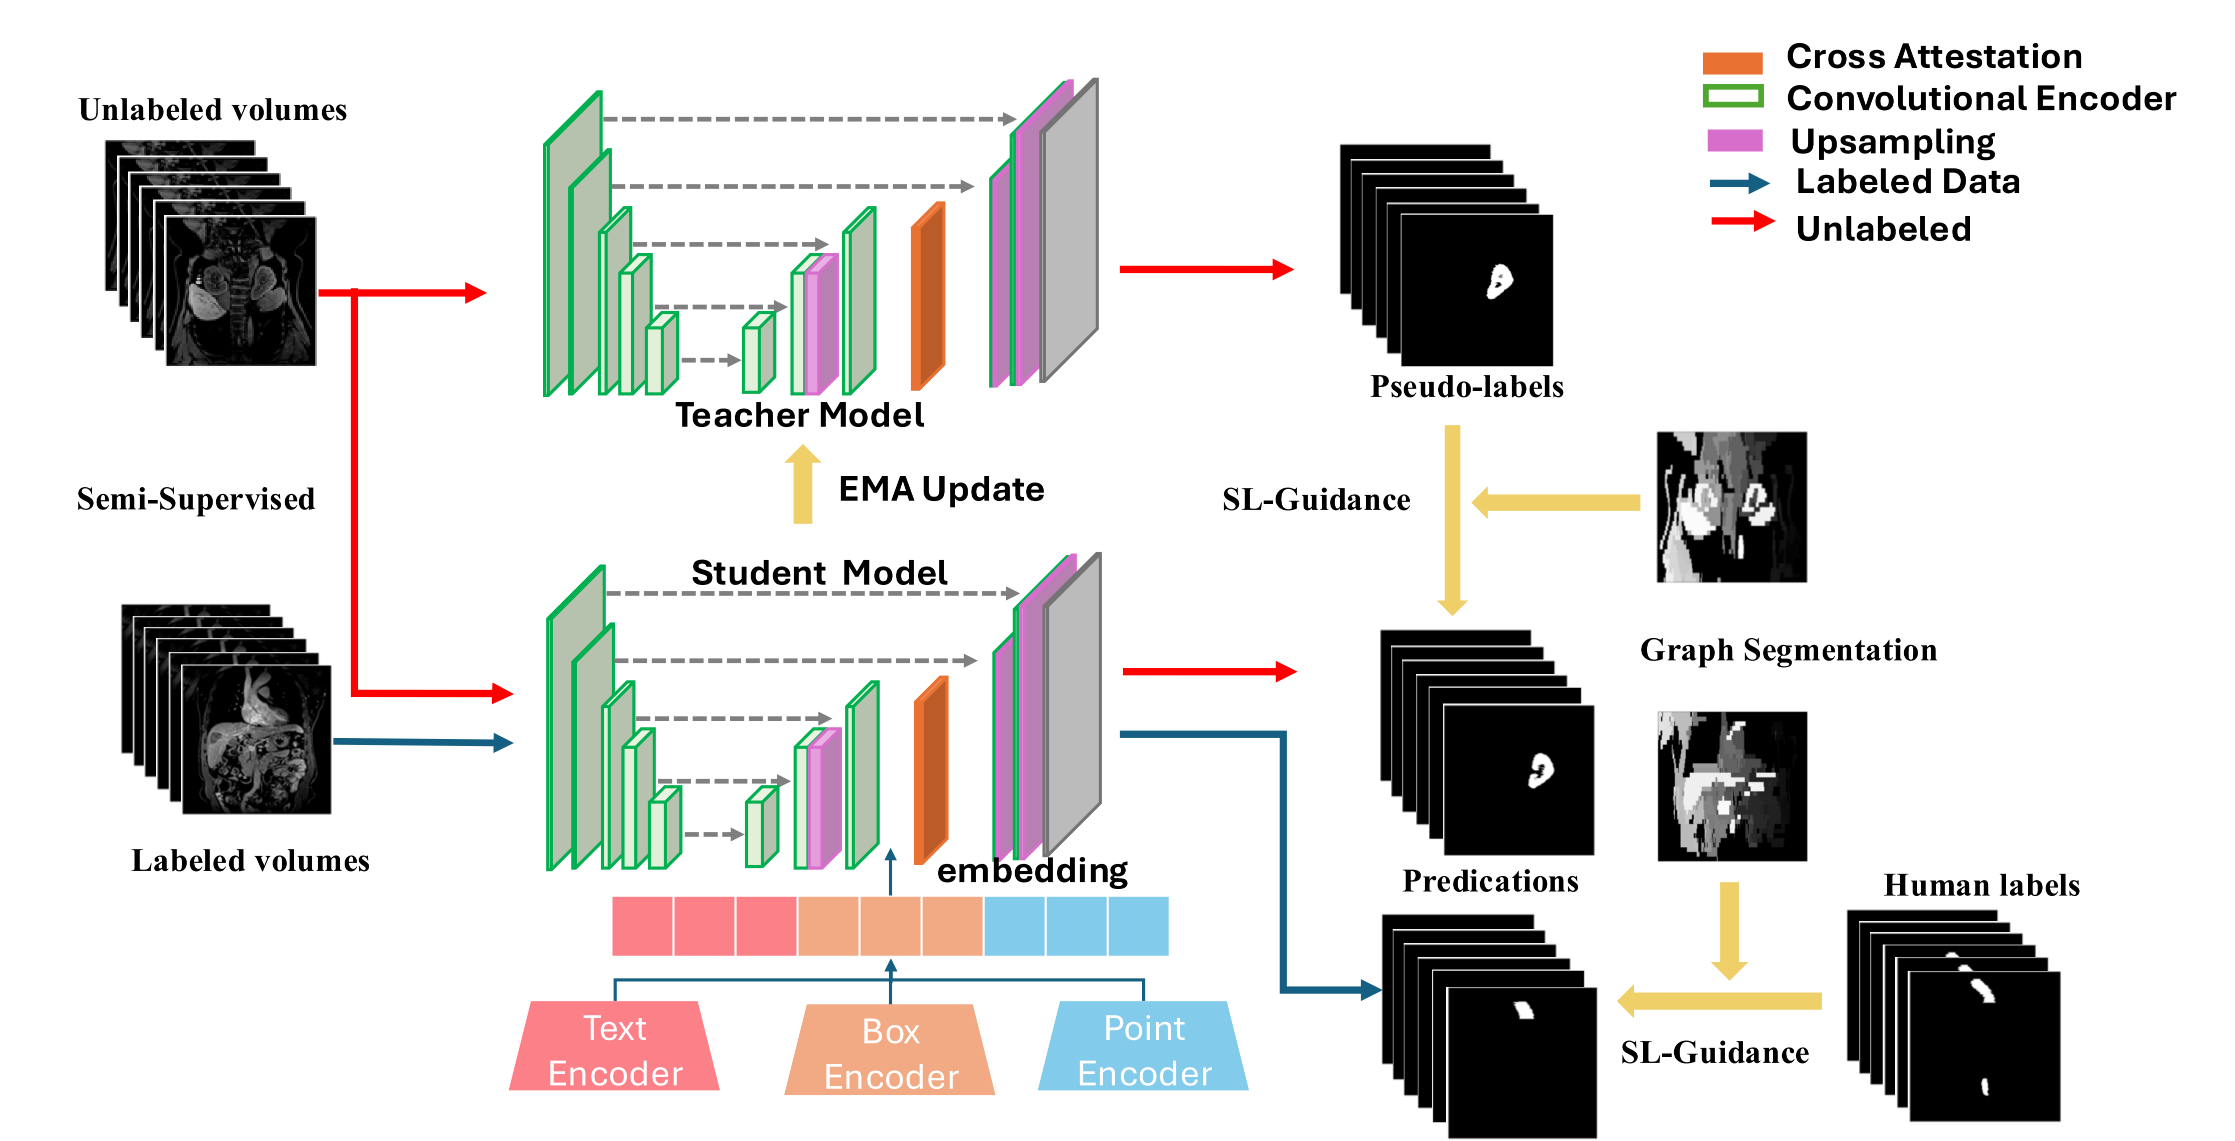 Unlabeled volumes
Cross Attestation
Convolutional Encoder
Upsampling
Labeled Data
Unlabeled
Pseudo-labels
Teacher Model
EMA Update
Semi-Supervised
SL-Guidance
Student Model
Graph Segmentation
Labeled volumes
embedding
Predications
Human labels
Text
Encoder
Box
Encoder
Point
Encoder
SL-Guidance